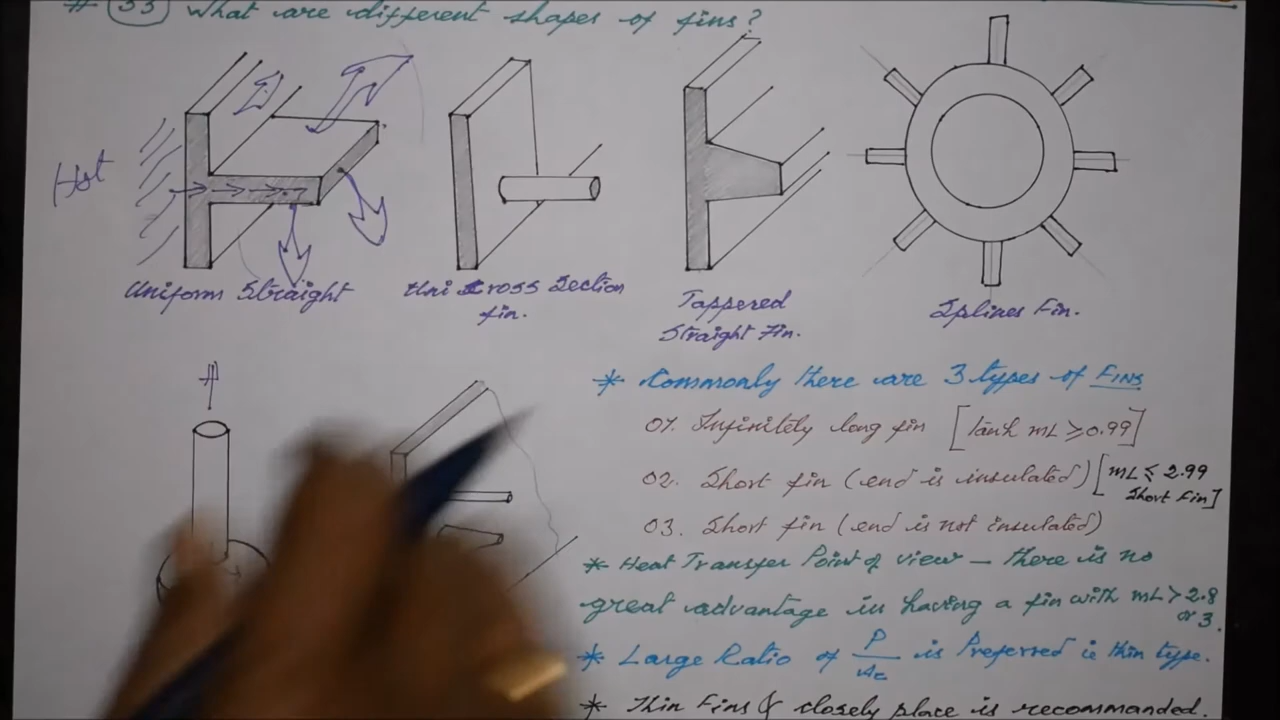 # 33 What are different shapes of fins?
Hot
Uniform Straight
Uni Cross Section
fin.
Tappered
Straight Fin.
Splines Fin.
* Commonly there are 3 types of FINS
01. Infinitely long fin [tanh mL ≥ 0.99]
02. Short fin (end is insulated) [mL ≤ 2.99
Short Fin]
03. Short fin (end is not insulated)
* Heat Transfer Point of view — there is no
great advantage in having a fin with mL > 2.8
or 3.
* Large Ratio of P/Ac is Preferred ie thin type.
* Thin Fins & closely place is recommanded.